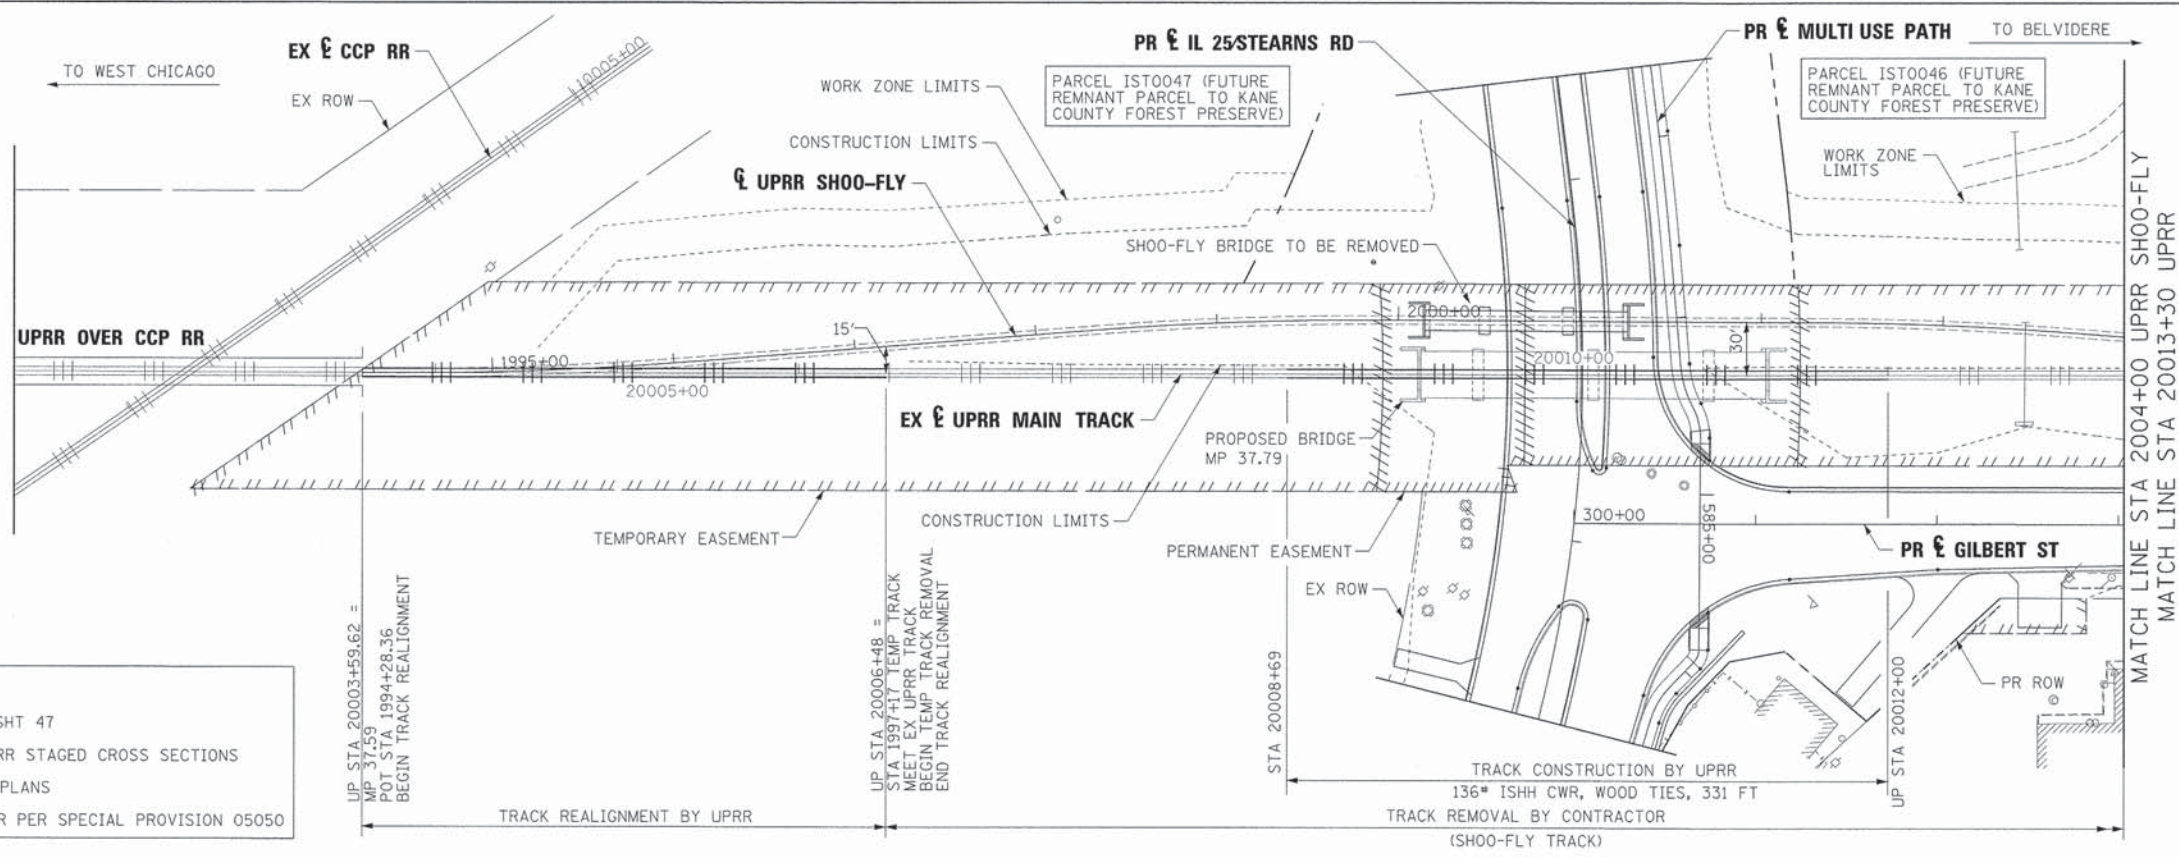 EX ℄ CCP RR
10005+00
TO WEST CHICAGO
EX ROW
WORK ZONE LIMITS
CONSTRUCTION LIMITS
℄ UPRR SHOO-FLY
PR ℄ IL 25/STEARNS RD
PARCEL IST0047 (FUTURE
REMNANT PARCEL TO KANE
COUNTY FOREST PRESERVE)
PR ℄ MULTI USE PATH
TO BELVIDERE
PARCEL IST0046 (FUTURE
REMNANT PARCEL TO KANE
COUNTY FOREST PRESERVE)
WORK ZONE
LIMITS
SHOO-FLY BRIDGE TO BE REMOVED
UPRR OVER CCP RR
15'
2000+00
30'
1995+00
20005+00
20010+00
EX ℄ UPRR MAIN TRACK
PROPOSED BRIDGE
MP 37.79
CONSTRUCTION LIMITS
TEMPORARY EASEMENT
PERMANENT EASEMENT
EX ROW
300+00
585+00
PR ℄ GILBERT ST
PR ROW
MATCH LINE STA 2004+00 UPRR SHOO-FLY
MATCH LINE STA 20013+30 UPRR
UP STA 20003+59.62 =
MP 37.59
POT STA 1994+28.36
BEGIN TRACK REALIGNMENT
UP STA 20006+48 =
STA 1997+17 TEMP TRACK
MEET EX UPRR TRACK
BEGIN TEMP TRACK REMOVAL
END TRACK REALIGNMENT
STA 20008+69
UP STA 20012+00
TRACK CONSTRUCTION BY UPRR
136# ISHH CWR, WOOD TIES, 331 FT
TRACK REALIGNMENT BY UPRR
TRACK REMOVAL BY CONTRACTOR
(SHOO-FLY TRACK)
SHT 47
RR STAGED CROSS SECTIONS
PLANS
R PER SPECIAL PROVISION 05050